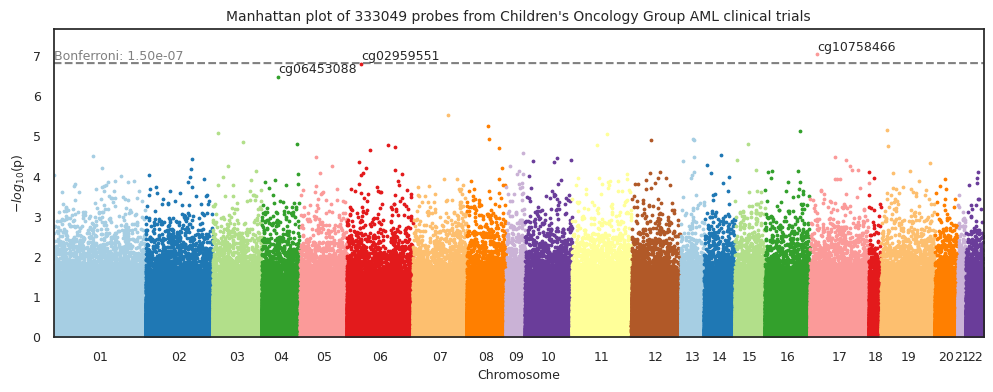 Manhattan plot of 333049 probes from Children's Oncology Group AML clinical trials
Bonferroni: 1.50e-07
cg06453088
cg02959551
cg10758466
7
6
5
4
3
2
1
0
−log₁₀(p)
01 02 03 04 05 06 07 08 09 10 11 12 13 14 15 16 17 18 19 20 21 22
Chromosome